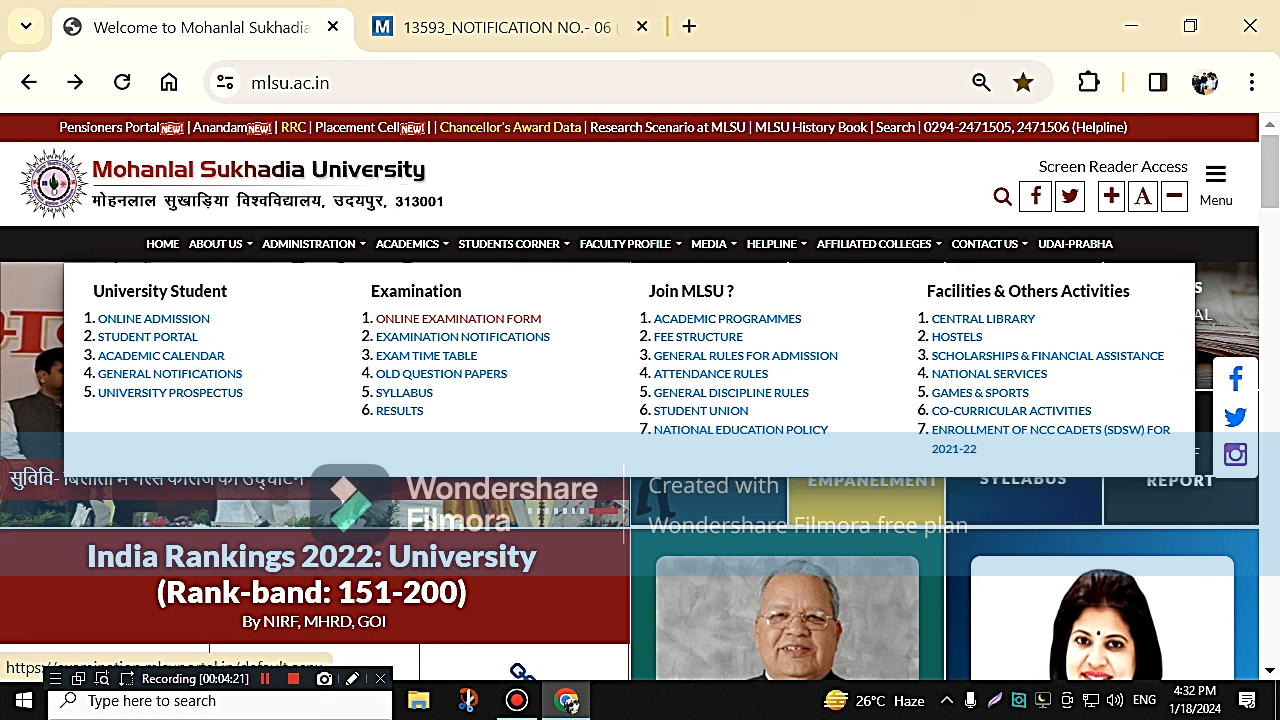 Welcome to Mohanlal Sukhadia
13593_NOTIFICATION NO.- 06 (
mlsu.ac.in
Pensioners Portal NEW! | Anandam NEW! | RRC | Placement Cell NEW! | | Chancellor's Award Data | Research Scenario at MLSU | MLSU History Book | Search | 0294-2471505, 2471506 (Helpline)
Mohanlal Sukhadia University
मोहनलाल सुखाड़िया विश्वविद्यालय, उदयपुर, 313001
Screen Reader Access
A
Menu
HOME ABOUT US ADMINISTRATION ACADEMICS STUDENTS CORNER FACULTY PROFILE MEDIA HELPLINE AFFILIATED COLLEGES CONTACT US UDAI-PRABHA
University Student
1. ONLINE ADMISSION
2. STUDENT PORTAL
3. ACADEMIC CALENDAR
4. GENERAL NOTIFICATIONS
5. UNIVERSITY PROSPECTUS
Examination
1. ONLINE EXAMINATION FORM
2. EXAMINATION NOTIFICATIONS
3. EXAM TIME TABLE
4. OLD QUESTION PAPERS
5. SYLLABUS
6. RESULTS
Join MLSU ?
1. ACADEMIC PROGRAMMES
2. FEE STRUCTURE
3. GENERAL RULES FOR ADMISSION
4. ATTENDANCE RULES
5. GENERAL DISCIPLINE RULES
6. STUDENT UNION
7. NATIONAL EDUCATION POLICY
Facilities & Others Activities
1. CENTRAL LIBRARY
2. HOSTELS
3. SCHOLARSHIPS & FINANCIAL ASSISTANCE
4. NATIONAL SERVICES
5. GAMES & SPORTS
6. CO-CURRICULAR ACTIVITIES
7. ENROLLMENT OF NCC CADETS (SDSW) FOR
2021-22
सुविवि- बिलोता में गर्ल्स कॉलेज का उद्घाटन
EMPANELMENT
SYLLABUS
REPORT
Wondershare
Filmora
Created with
Wondershare Filmora free plan
India Rankings 2022: University
(Rank-band: 151-200)
By NIRF, MHRD, GOI
Recording [00:04:21]
Type here to search
26°C Haze
ENG
4:32 PM
1/18/2024